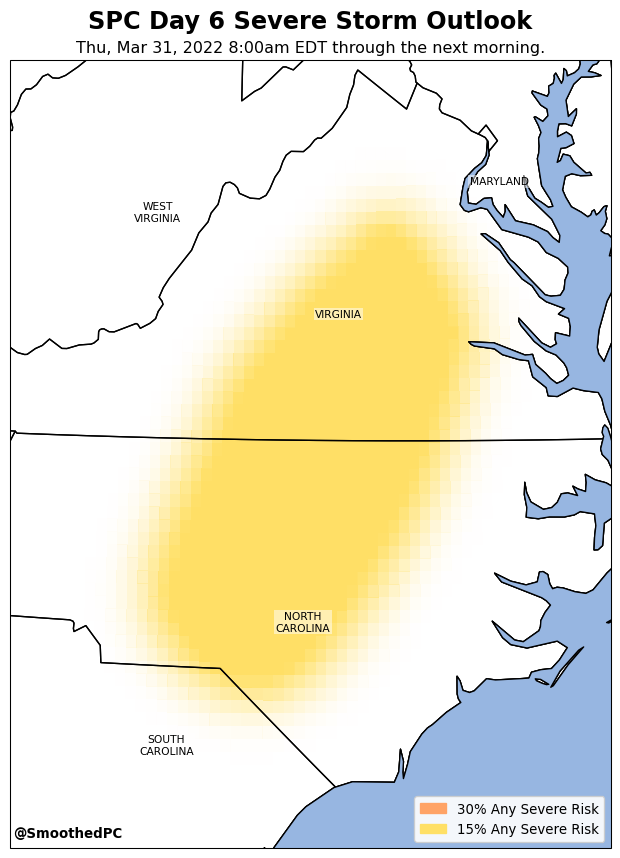 SPC Day 6 Severe Storm Outlook
Thu, Mar 31, 2022 8:00am EDT through the next morning.
MARYLAND
WEST
VIRGINIA
VIRGINIA
NORTH
CAROLINA
SOUTH
CAROLINA
30% Any Severe Risk
15% Any Severe Risk
@SmoothedPC